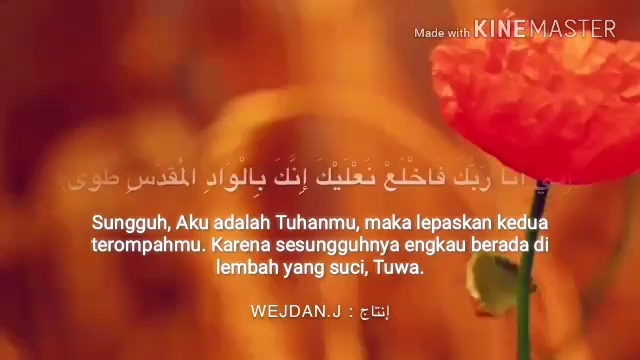 Made with KINEMASTER
إِنِّي أَنَا رَبُّكَ فَاخْلَعْ نَعْلَيْكَ إِنَّكَ بِالْوَادِ الْمُقَدَّسِ طُوًى
Sungguh, Aku adalah Tuhanmu, maka lepaskan kedua
terompahmu. Karena sesungguhnya engkau berada di
lembah yang suci, Tuwa.
إنتاج : WEJDAN.J